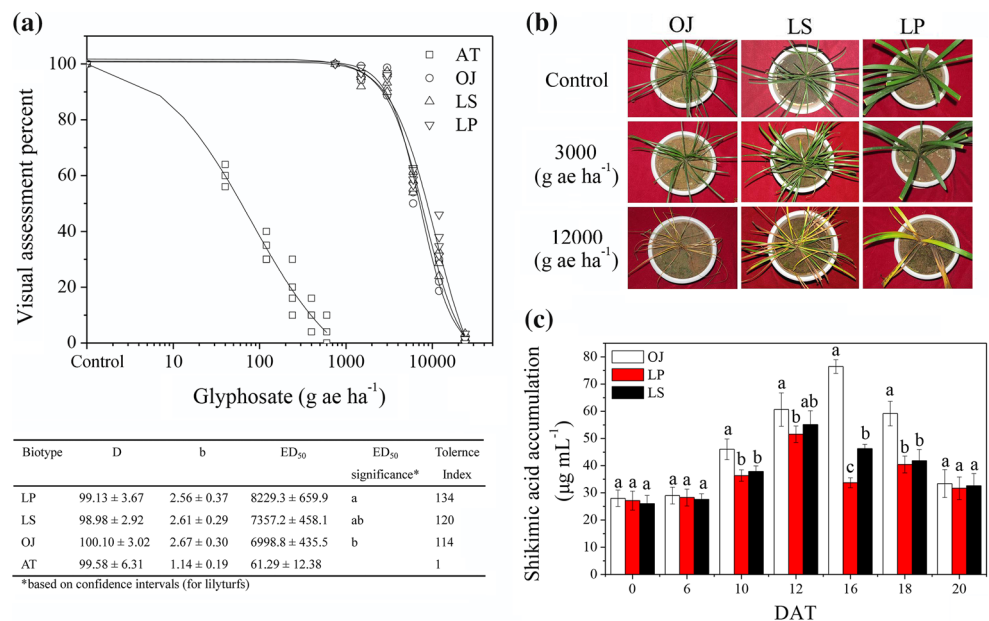 (a)
Visual assessment percent
100
80
60
40
20
0
AT
OJ
LS
LP
Control 10 100 1000 10000
Glyphosate (g ae ha-1)
Biotype D b ED50 ED50 significance* Tolernce Index
LP 99.13 ± 3.67 2.56 ± 0.37 8229.3 ± 659.9 a 134
LS 98.98 ± 2.92 2.61 ± 0.29 7357.2 ± 458.1 ab 120
OJ 100.10 ± 3.02 2.67 ± 0.30 6998.8 ± 435.5 b 114
AT 99.58 ± 6.31 1.14 ± 0.19 61.29 ± 12.38 1
*based on confidence intervals (for lilyturfs)
(b)
OJ LS LP
Control
3000
(g ae ha-1)
12000
(g ae ha-1)
(c)
Shikimic acid accumulation
(µg mL-1)
80
70
60
50
40
30
20
10
0
OJ
LP
LS
a a a a a a a b b a b ab a c b a b b a a a
0 6 10 12 16 18 20
DAT